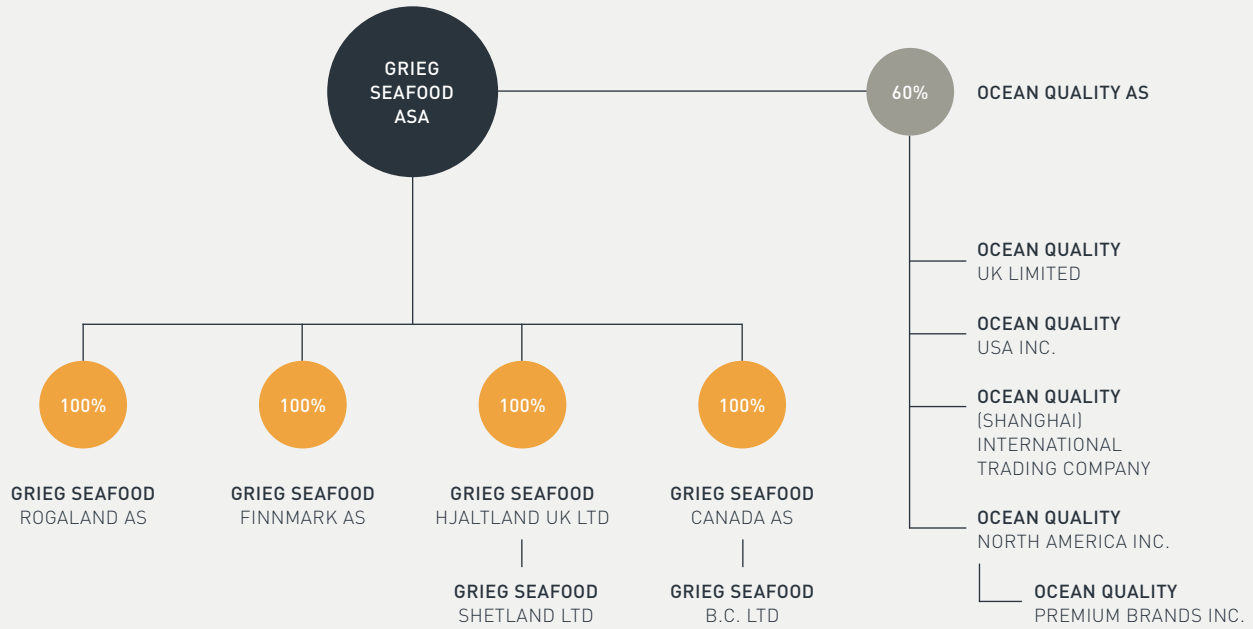 GRIEG
SEAFOOD
ASA
60%
OCEAN QUALITY AS
OCEAN QUALITY
UK LIMITED
OCEAN QUALITY
USA INC.
OCEAN QUALITY
(SHANGHAI)
INTERNATIONAL
TRADING COMPANY
OCEAN QUALITY
NORTH AMERICA INC.
OCEAN QUALITY
PREMIUM BRANDS INC.
100%
GRIEG SEAFOOD
ROGALAND AS
100%
GRIEG SEAFOOD
FINNMARK AS
100%
GRIEG SEAFOOD
HJALTLAND UK LTD
GRIEG SEAFOOD
SHETLAND LTD
100%
GRIEG SEAFOOD
CANADA AS
GRIEG SEAFOOD
B.C. LTD